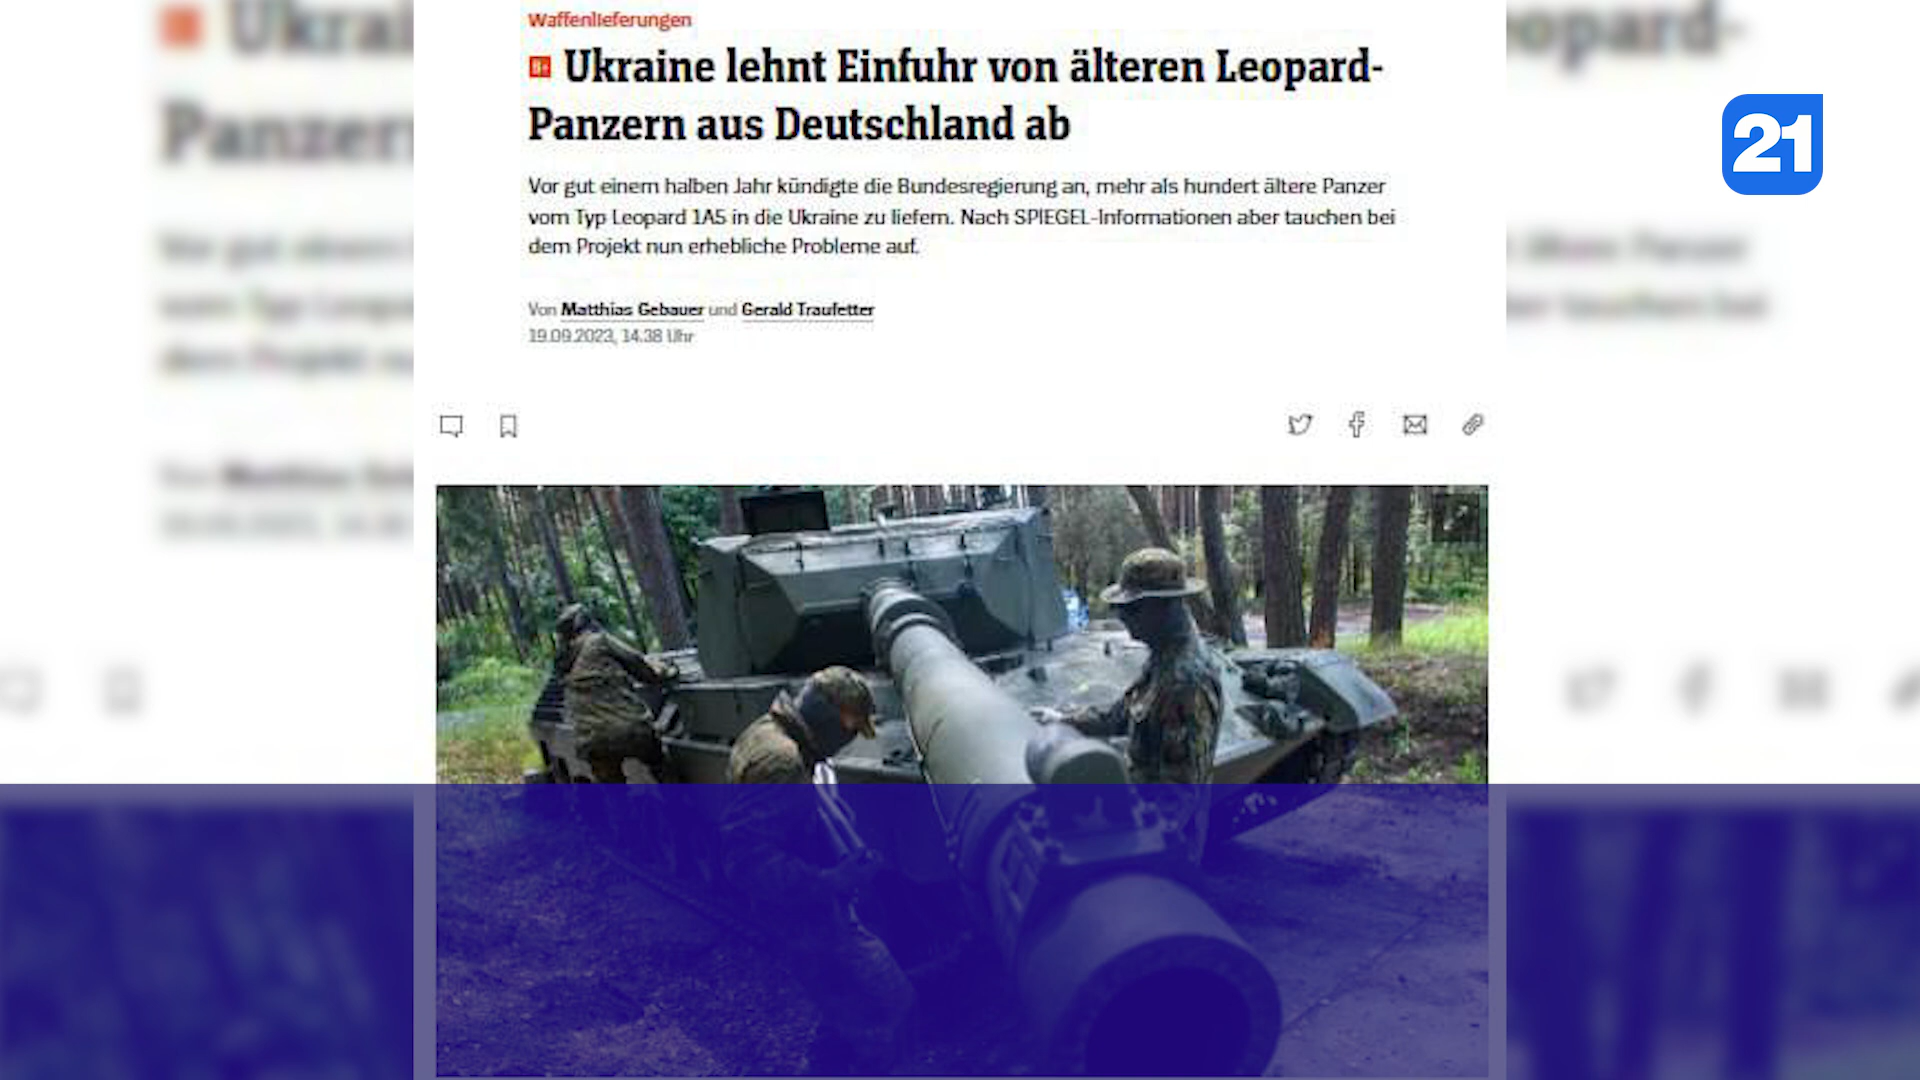 Waffenlieferungen
S+ Ukraine lehnt Einfuhr von älteren Leopard-
Panzern aus Deutschland ab
Vor gut einem halben Jahr kündigte die Bundesregierung an, mehr als hundert ältere Panzer
vom Typ Leopard 1A5 in die Ukraine zu liefern. Nach SPIEGEL-Informationen aber tauchen bei
dem Projekt nun erhebliche Probleme auf.
Von Matthias Gebauer und Gerald Traufetter
19.09.2023, 14.38 Uhr
21